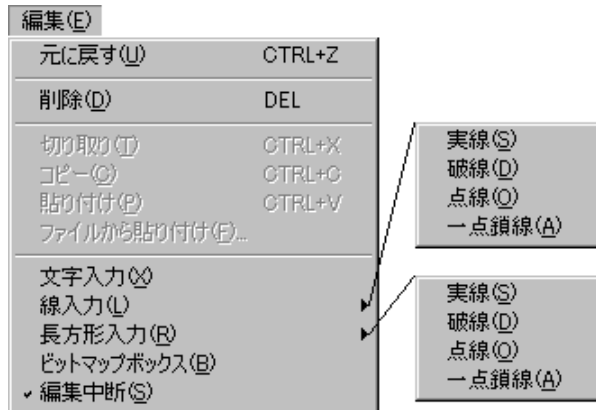 編集(E)
元に戻す(U) CTRL+Z
削除(D) DEL
切り取り(T) CTRL+X
コピー(C) CTRL+C
貼り付け(P) CTRL+V
ファイルから貼り付け(F)...
文字入力(X)
線入力(L)
長方形入力(R)
ビットマップボックス(B)
編集中断(S)
実線(S)
破線(D)
点線(O)
一点鎖線(A)
実線(S)
破線(D)
点線(O)
一点鎖線(A)